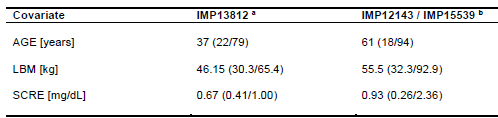 Covariate IMP13812 a IMP12143 / IMP15539 b
AGE [years] 37 (22/79) 61 (18/94)
LBM [kg] 46.15 (30.3/65.4) 55.5 (32.3/92.9)
SCRE [mg/dL] 0.67 (0.41/1.00) 0.93 (0.26/2.36)